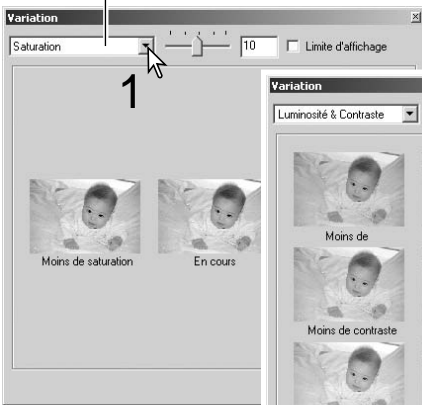 Variation
Saturation
10
Limite d'affichage
1
Moins de saturation
En cours
Variation
Luminosité & Contraste
Moins de
Moins de contraste